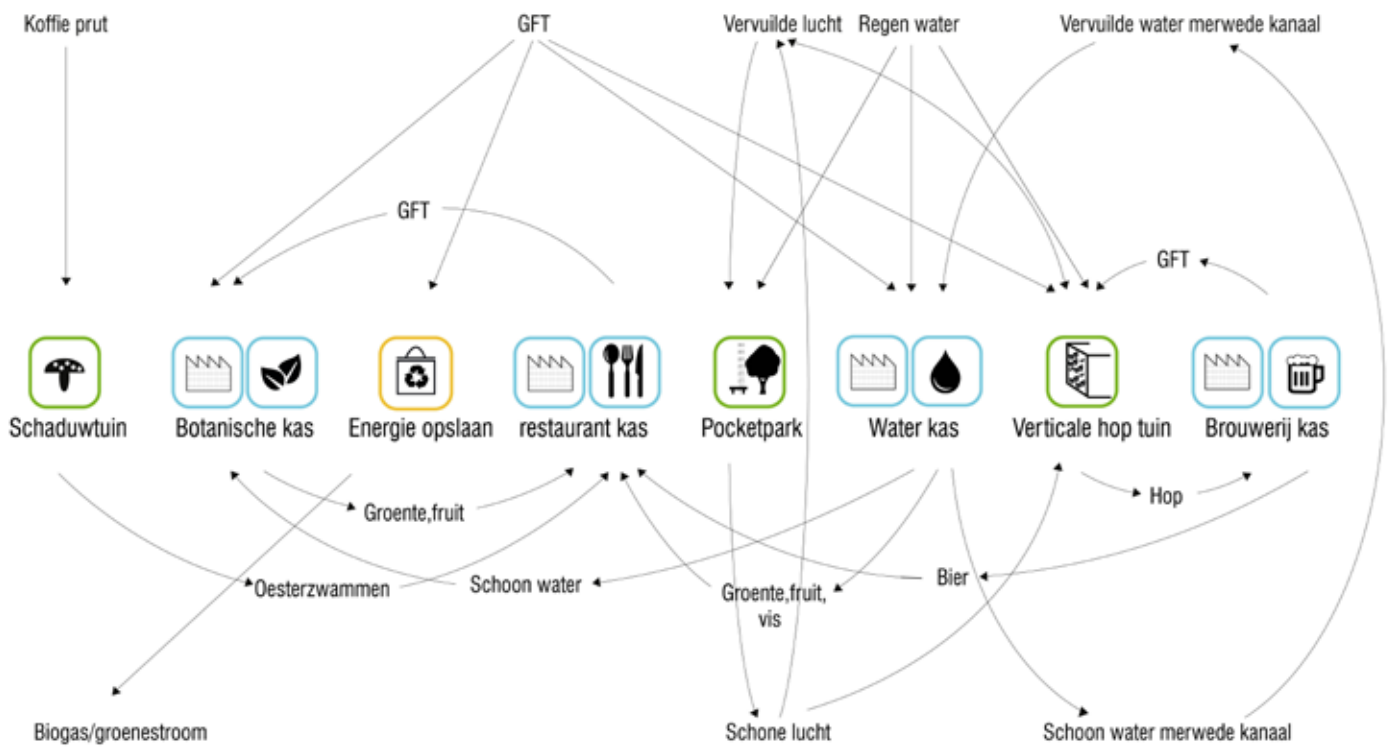 Koffie prut
GFT
Vervuilde lucht
Regen water
Vervuilde water merwede kanaal
GFT
GFT
Schaduwtuin
Botanische kas
Energie opslaan
restaurant kas
Pocketpark
Water kas
Verticale hop tuin
Brouwerij kas
Groente,fruit
Hop
Oesterzwammen
Schoon water
Groente,fruit,
vis
Bier
Biogas/groenestroom
Schone lucht
Schoon water merwede kanaal